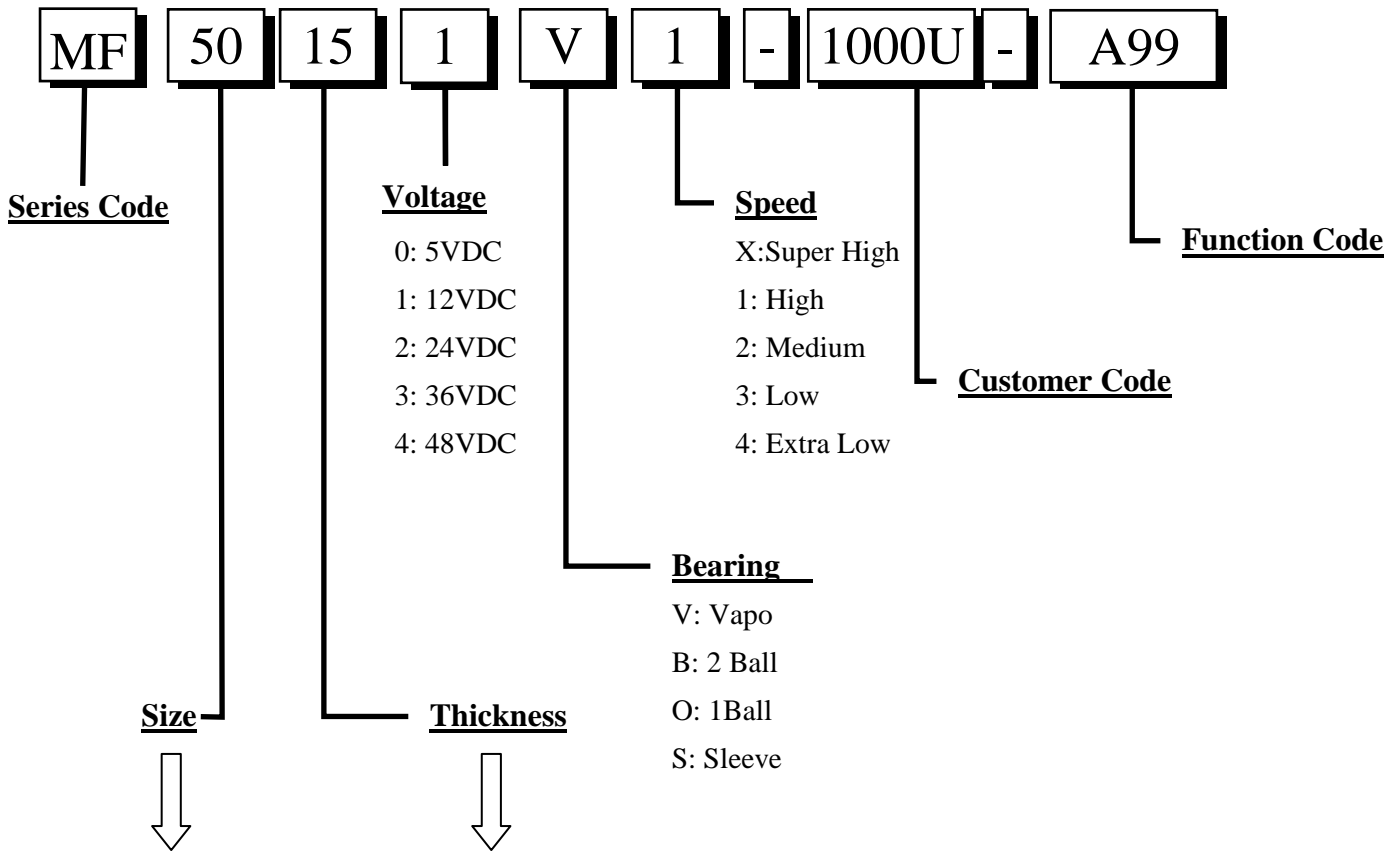 MF 50 15 1 V 1 - 1000U - A99
Series Code
Voltage
0: 5VDC
1: 12VDC
2: 24VDC
3: 36VDC
4: 48VDC
Speed
X:Super High
1: High
2: Medium
3: Low
4: Extra Low
Function Code
Customer Code
Bearing
V: Vapo
B: 2 Ball
O: 1Ball
S: Sleeve
Size
Thickness